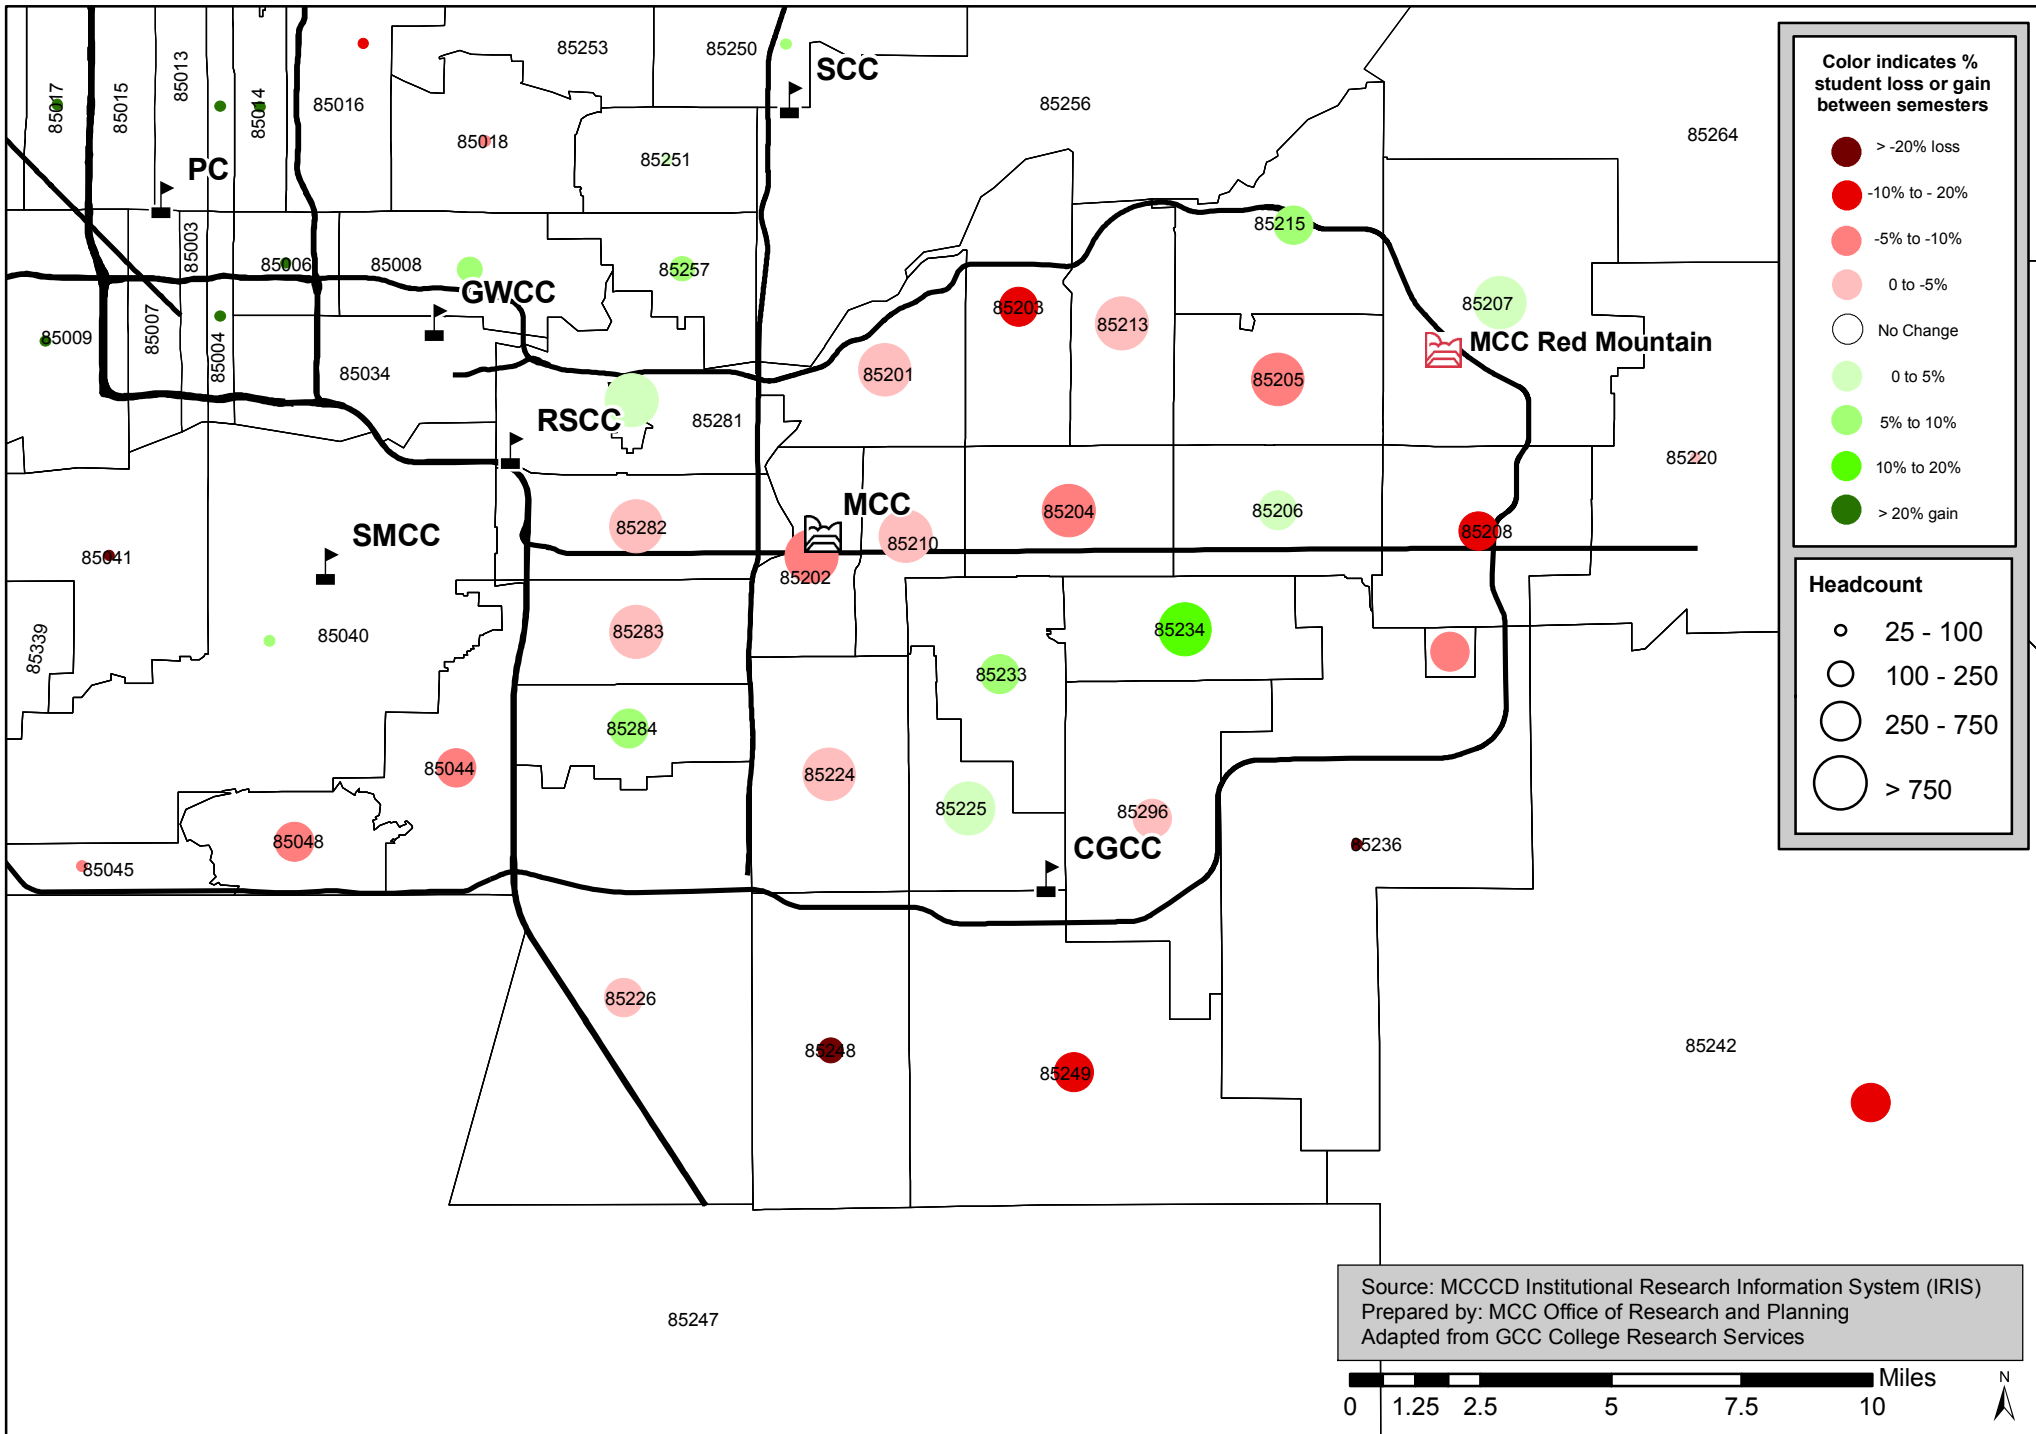 85253
85250
SCC
85013
85017
85015
85014
85016
85256
85264
85018
85251
PC
85215
85003
85006
85008
85257
GWCC
85207
85203
85213
85009
85007
85004
MCC Red Mountain
85034
85201
85205
RSCC
85281
85220
MCC
85204
85206
85282
85208
85210
SMCC
85041
85202
85040
85339
85283
85234
85233
85284
85044
85224
85225
85296
85048
85236
CGCC
85045
85226
85248
85249
85242
85247
Color indicates %
student loss or gain
between semesters
> -20% loss
-10% to - 20%
-5% to -10%
0 to -5%
No Change
0 to 5%
5% to 10%
10% to 20%
> 20% gain
Headcount
25 - 100
100 - 250
250 - 750
> 750
Source: MCCCD Institutional Research Information System (IRIS)
Prepared by: MCC Office of Research and Planning
Adapted from GCC College Research Services
Miles
0 1.25 2.5 5 7.5 10
N